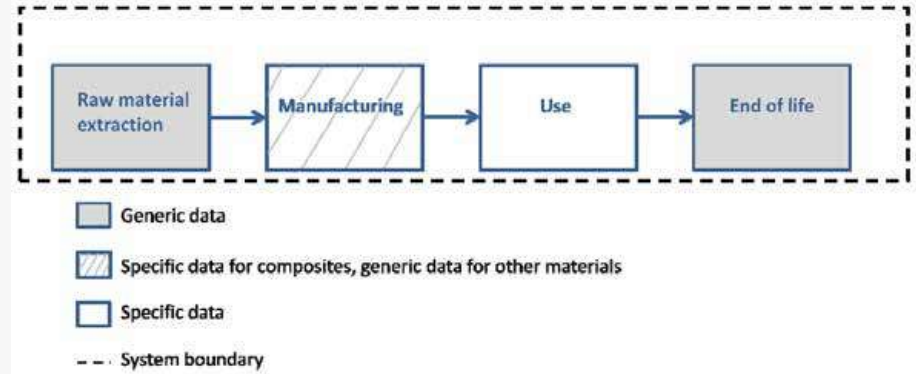 Raw material
extraction
Manufacturing
Use
End of life
Generic data
Specific data for composites, generic data for other materials
Specific data
System boundary